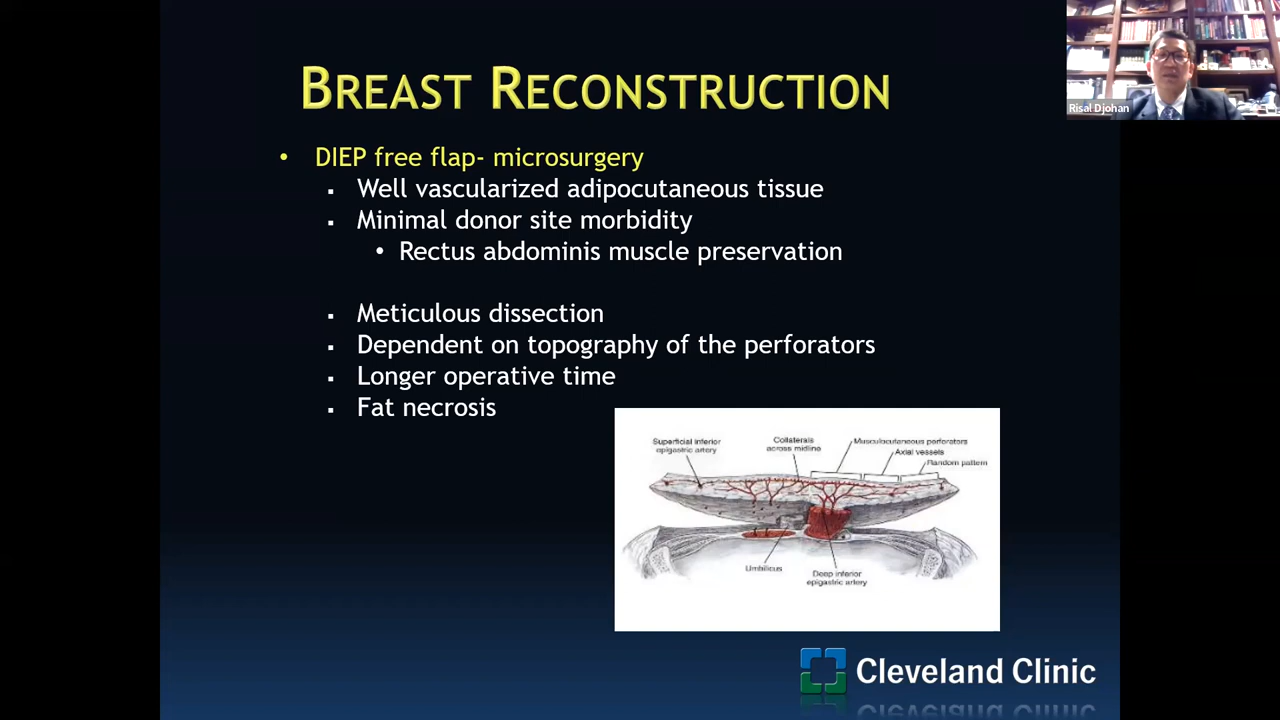 BREAST RECONSTRUCTION
Risal Djohan
• DIEP free flap- microsurgery
▪ Well vascularized adipocutaneous tissue
▪ Minimal donor site morbidity
• Rectus abdominis muscle preservation
▪ Meticulous dissection
▪ Dependent on topography of the perforators
▪ Longer operative time
▪ Fat necrosis
Superficial inferior
epigastric artery
Collaterals
across midline
Musculocutaneous perforators
Axial vessels
Random pattern
Umbilicus
Deep inferior
epigastric artery
Cleveland Clinic